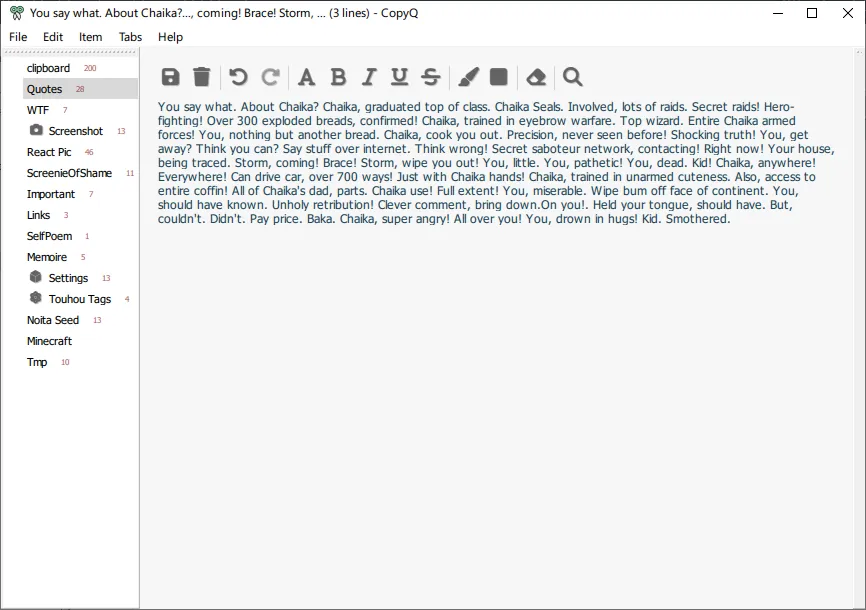 You say what. About Chaika?..., coming! Brace! Storm, ... (3 lines) - CopyQ
File Edit Item Tabs Help
clipboard 200
Quotes 28
WTF 7
Screenshot 13
React Pic 46
ScreenieOfShame 11
Important 7
Links 3
SelfPoem 1
Memoire 5
Settings 13
Touhou Tags 4
Noita Seed 13
Minecraft
Tmp 10
A B I U S
You say what. About Chaika? Chaika, graduated top of class. Chaika Seals. Involved, lots of raids. Secret raids! Hero-
fighting! Over 300 exploded breads, confirmed! Chaika, trained in eyebrow warfare. Top wizard. Entire Chaika armed
forces! You, nothing but another bread. Chaika, cook you out. Precision, never seen before! Shocking truth! You, get
away? Think you can? Say stuff over internet. Think wrong! Secret saboteur network, contacting! Right now! Your house,
being traced. Storm, coming! Brace! Storm, wipe you out! You, little. You, pathetic! You, dead. Kid! Chaika, anywhere!
Everywhere! Can drive car, over 700 ways! Just with Chaika hands! Chaika, trained in unarmed cuteness. Also, access to
entire coffin! All of Chaika's dad, parts. Chaika use! Full extent! You, miserable. Wipe bum off face of continent. You,
should have known. Unholy retribution! Clever comment, bring down.On you!. Held your tongue, should have. But,
couldn't. Didn't. Pay price. Baka. Chaika, super angry! All over you! You, drown in hugs! Kid. Smothered.